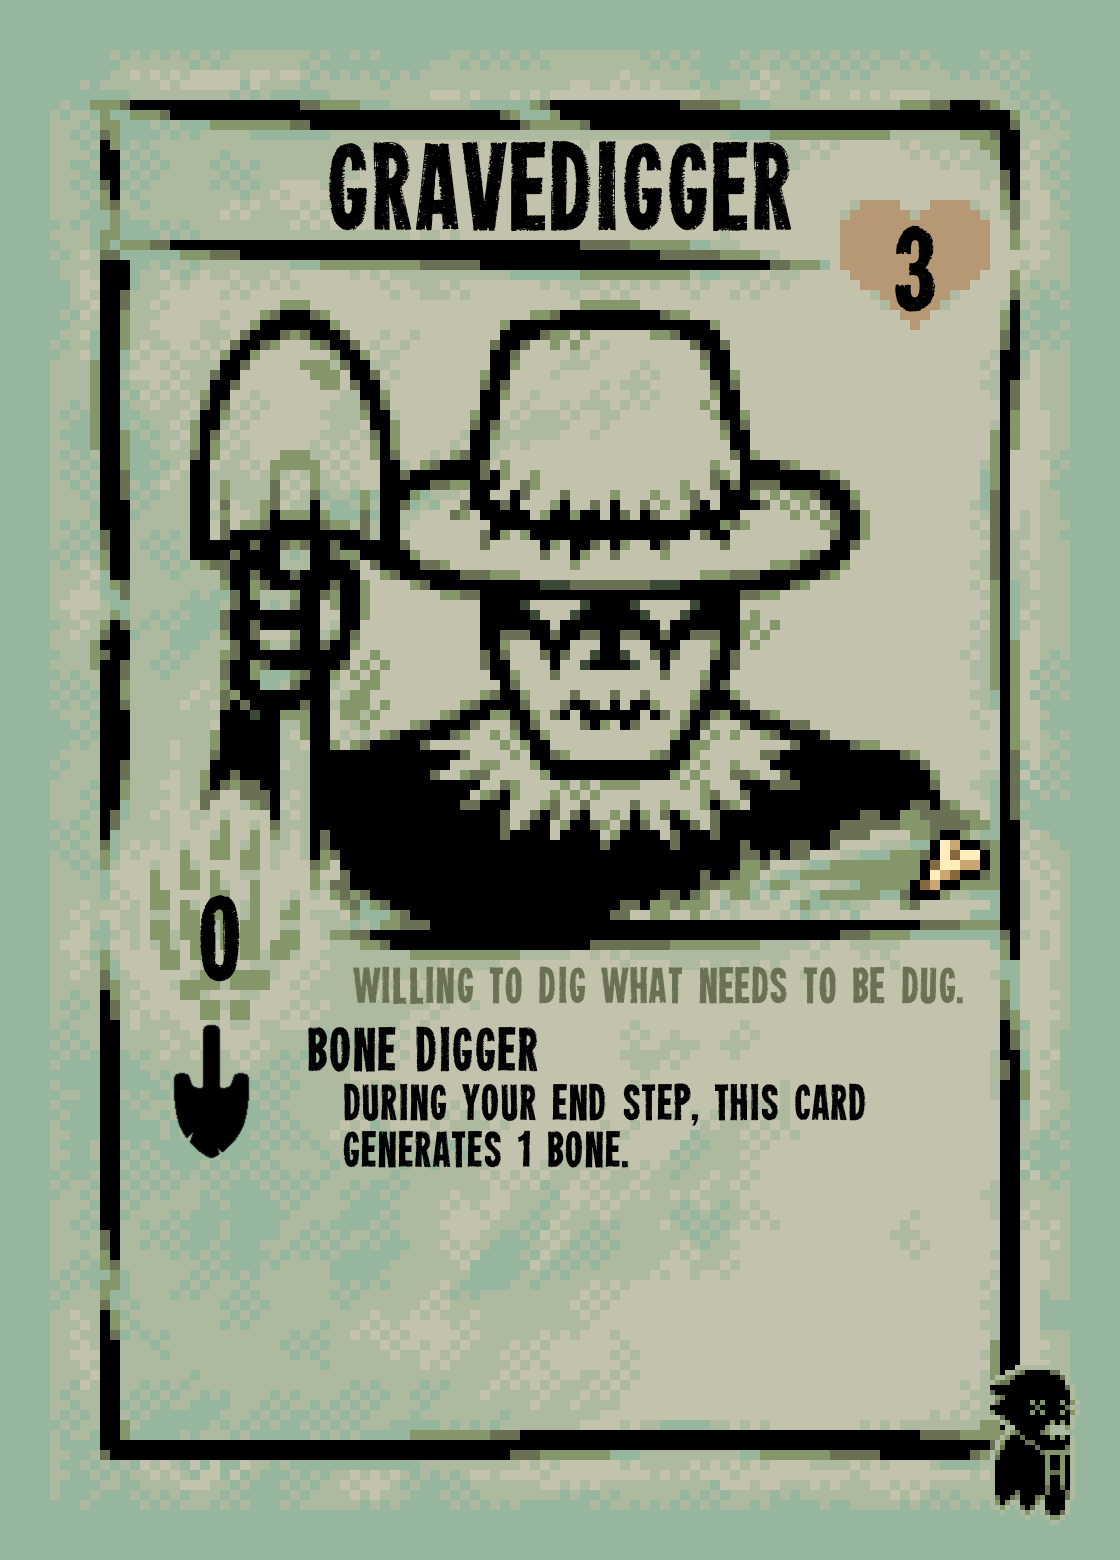 GRAVEDIGGER
3
0
WILLING TO DIG WHAT NEEDS TO BE DUG.
BONE DIGGER
DURING YOUR END STEP, THIS CARD
GENERATES 1 BONE.